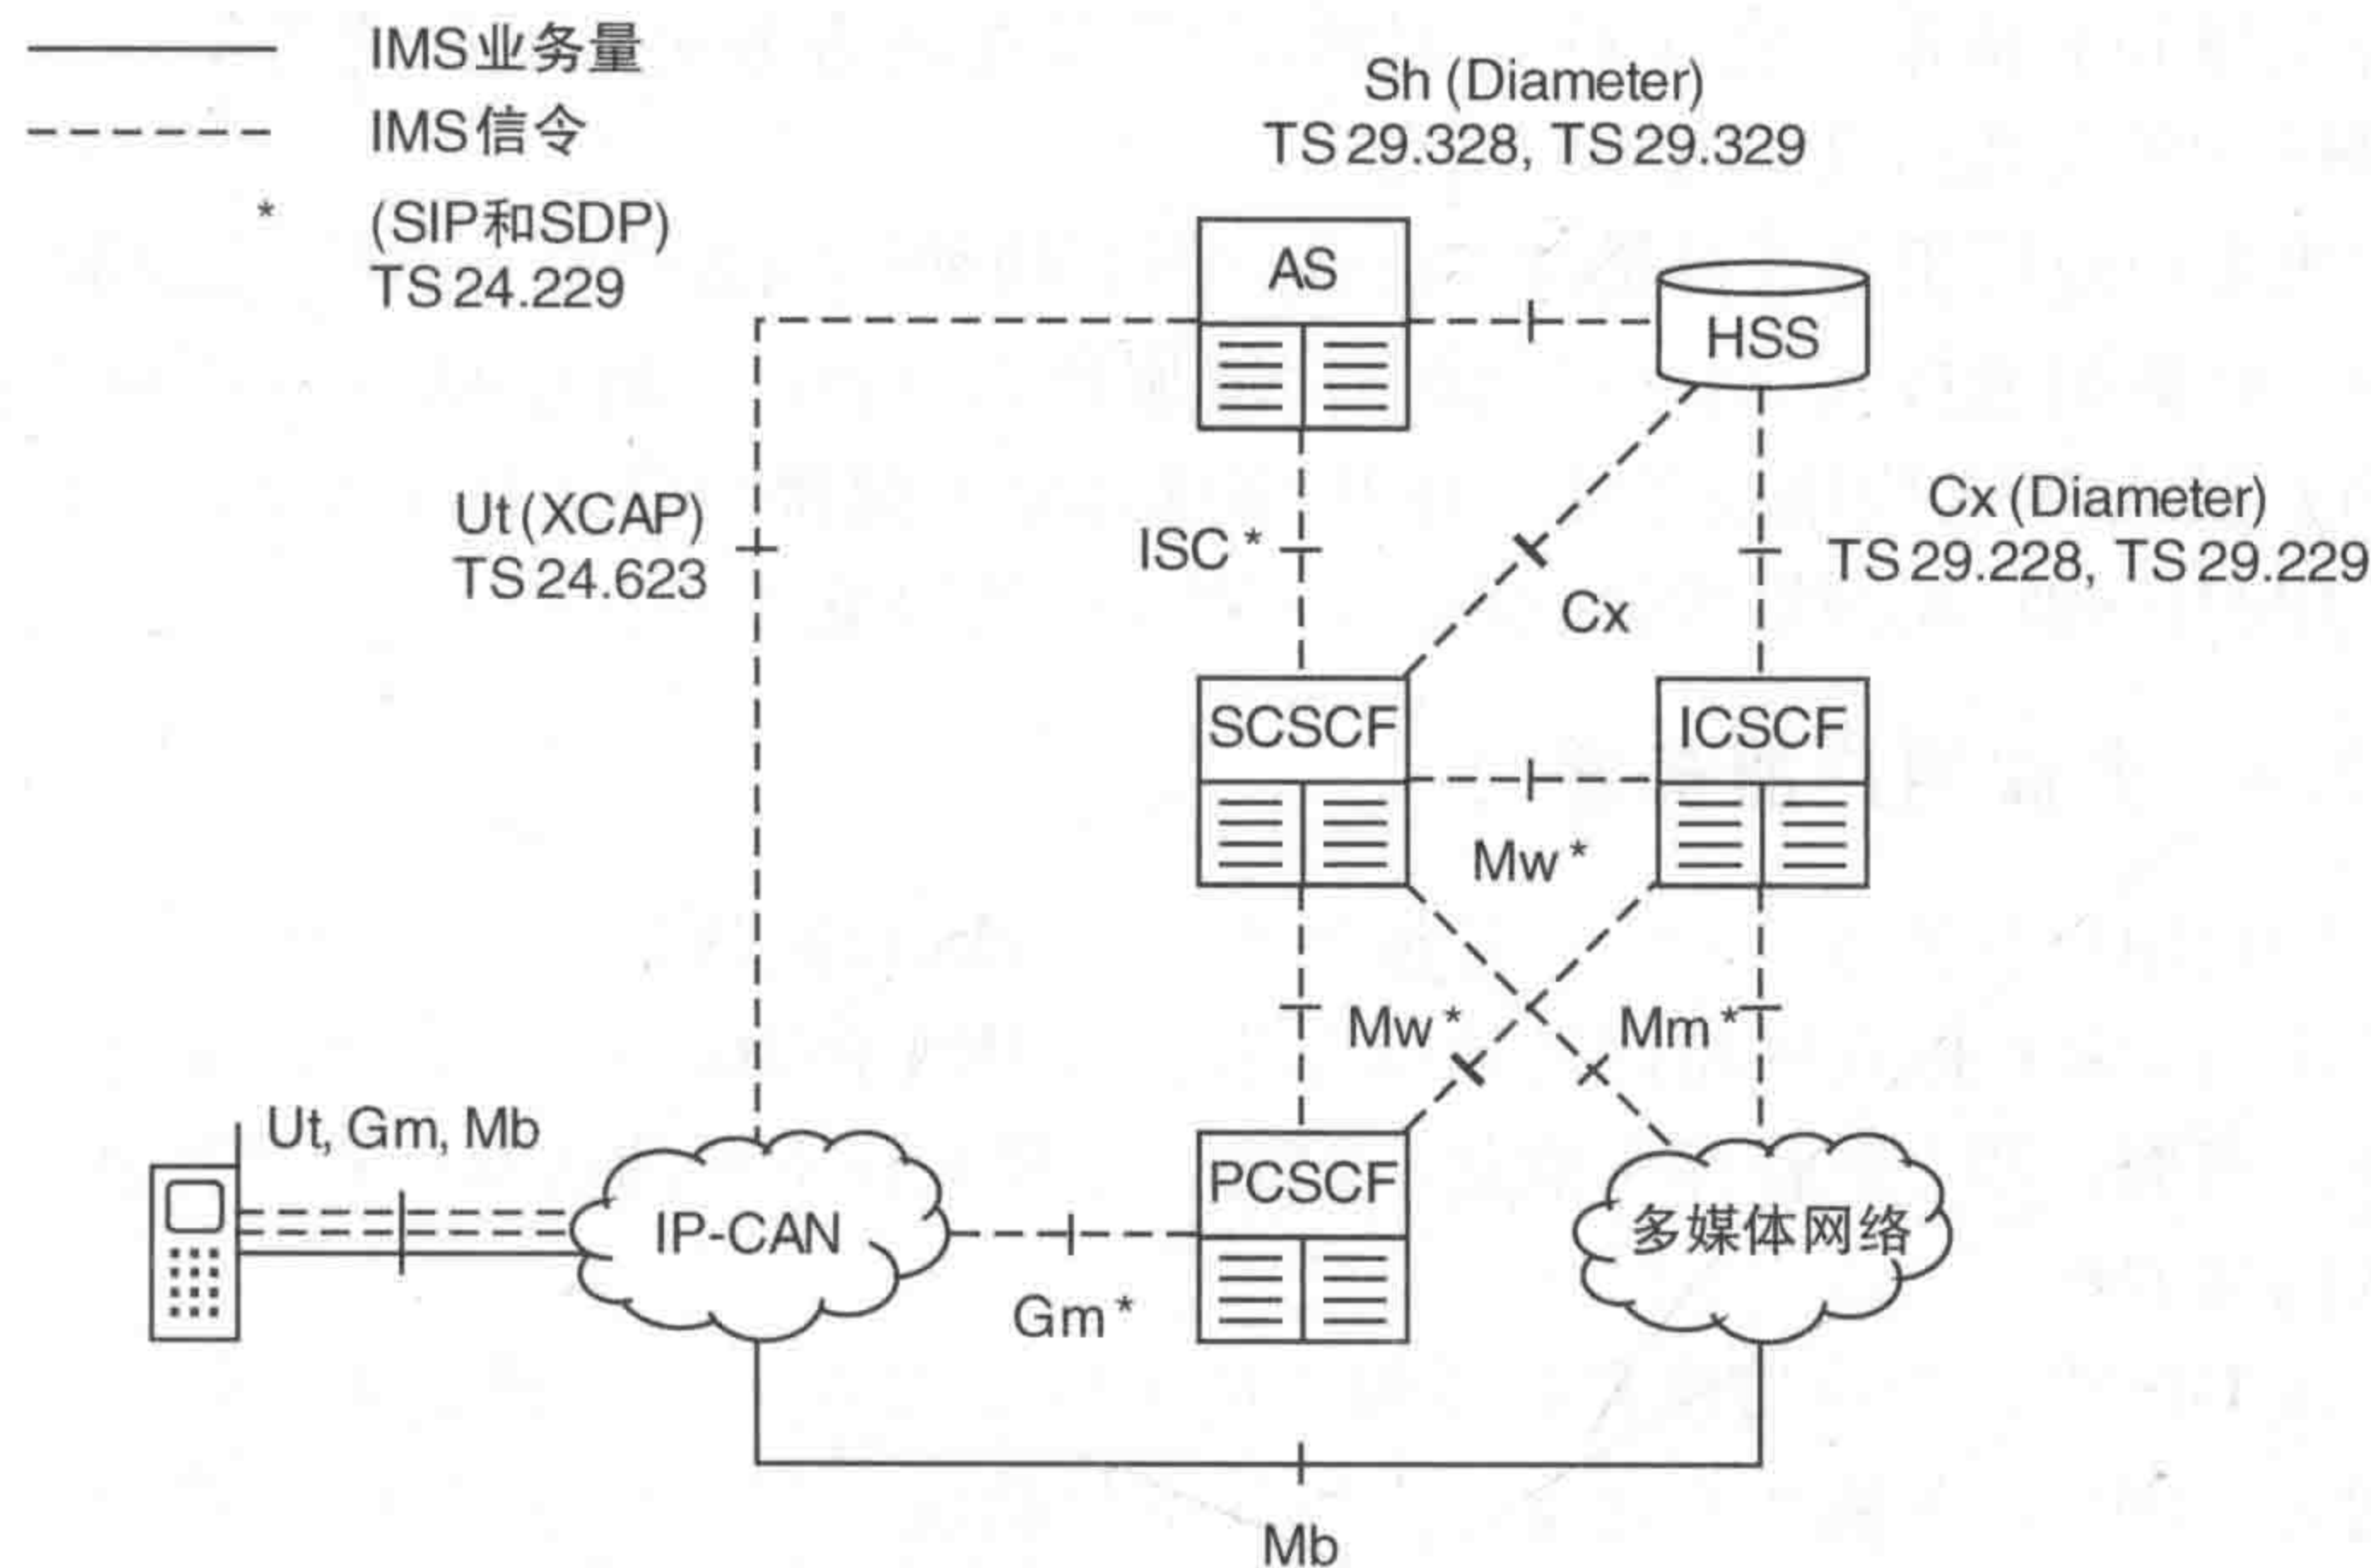 IMS业务量
IMS信令
* (SIP和SDP)
TS 24.229
Sh (Diameter)
TS 29.328, TS 29.329
AS
HSS
Ut (XCAP)
TS 24.623
ISC *
Cx
Cx (Diameter)
TS 29.228, TS 29.229
SCSCF
ICSCF
Mw *
Mw *
Mm *
Ut, Gm, Mb
IP-CAN
Gm *
PCSCF
多媒体网络
Mb